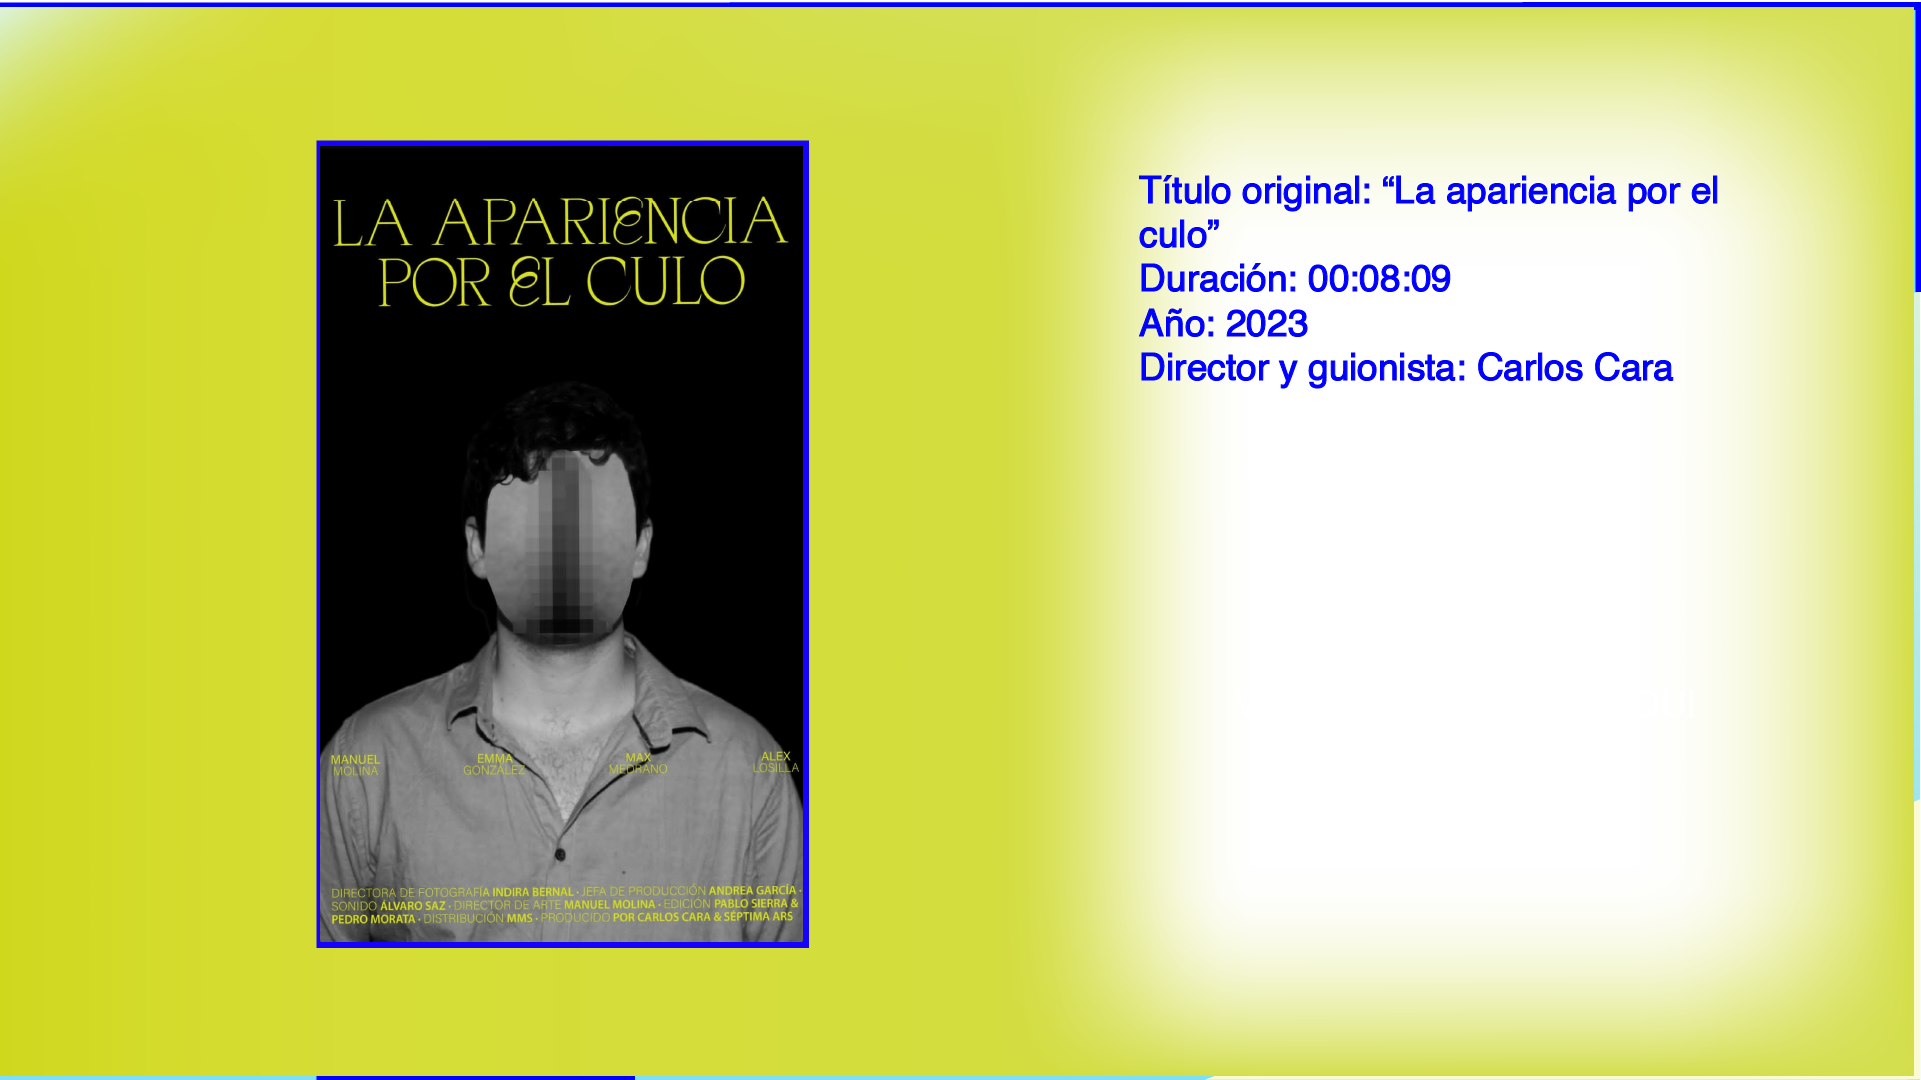 LA APARIENCIA
POR EL CULO
MANUEL
MOLINA
EMMA
GONZÁLEZ
MAX
MEDRANO
ALEX
LOSILLA
DIRECTORA DE FOTOGRAFÍA INDIRA BERNAL · JEFA DE PRODUCCIÓN ANDREA GARCÍA ·
SONIDO ÁLVARO SAZ · DIRECTOR DE ARTE MANUEL MOLINA · EDICIÓN PABLO SIERRA &
PEDRO MORATA · DISTRIBUCIÓN MMS · PRODUCIDO POR CARLOS CARA & SÉPTIMA ARS
Título original: “La apariencia por el
culo”
Duración: 00:08:09
Año: 2023
Director y guionista: Carlos Cara